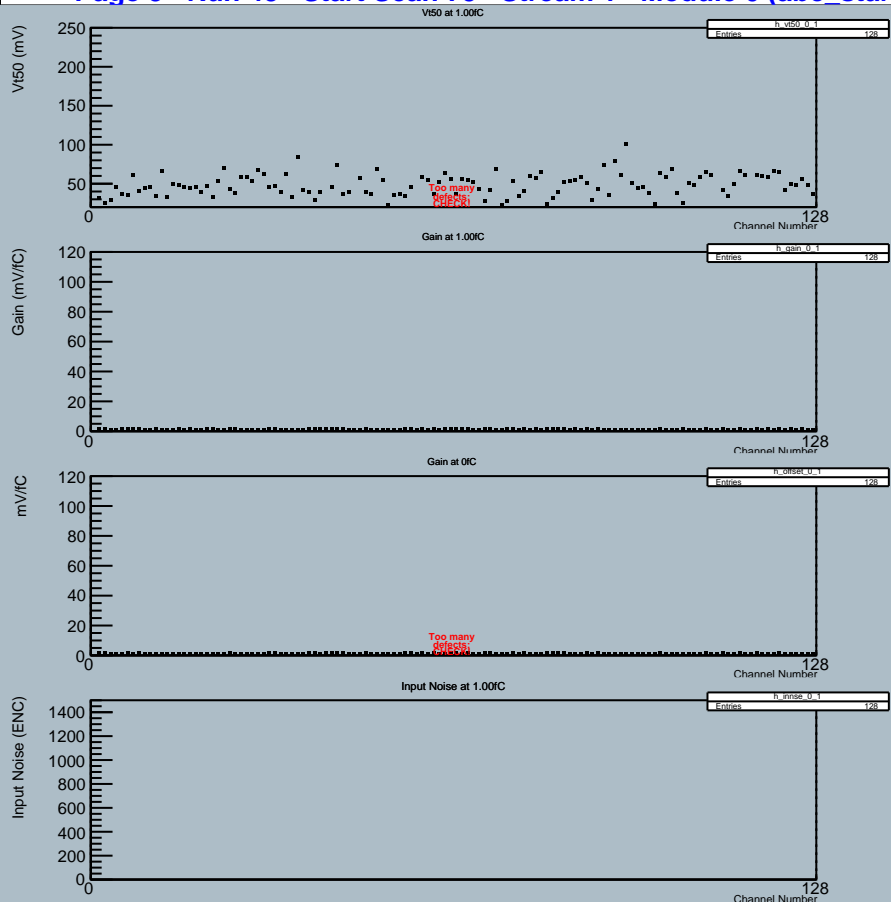 Vt50 at 1.00fC
h_vt50_0_1
Entries 128
Vt50 (mV)
250
200
150
100
50
Too many
defects;
CHECK!
0
128
Channel Number
Gain at 1.00fC
h_gain_0_1
Entries 128
Gain (mV/fC)
120
100
80
60
40
20
0
0
128
Channel Number
Gain at 0fC
h_offset_0_1
Entries 128
mV/fC
120
100
80
60
40
20
Too many
defects;
CHECK!
0
0
128
Channel Number
Input Noise at 1.00fC
h_innse_0_1
Entries 128
Input Noise (ENC)
1400
1200
1000
800
600
400
200
0
0
128
Channel Number